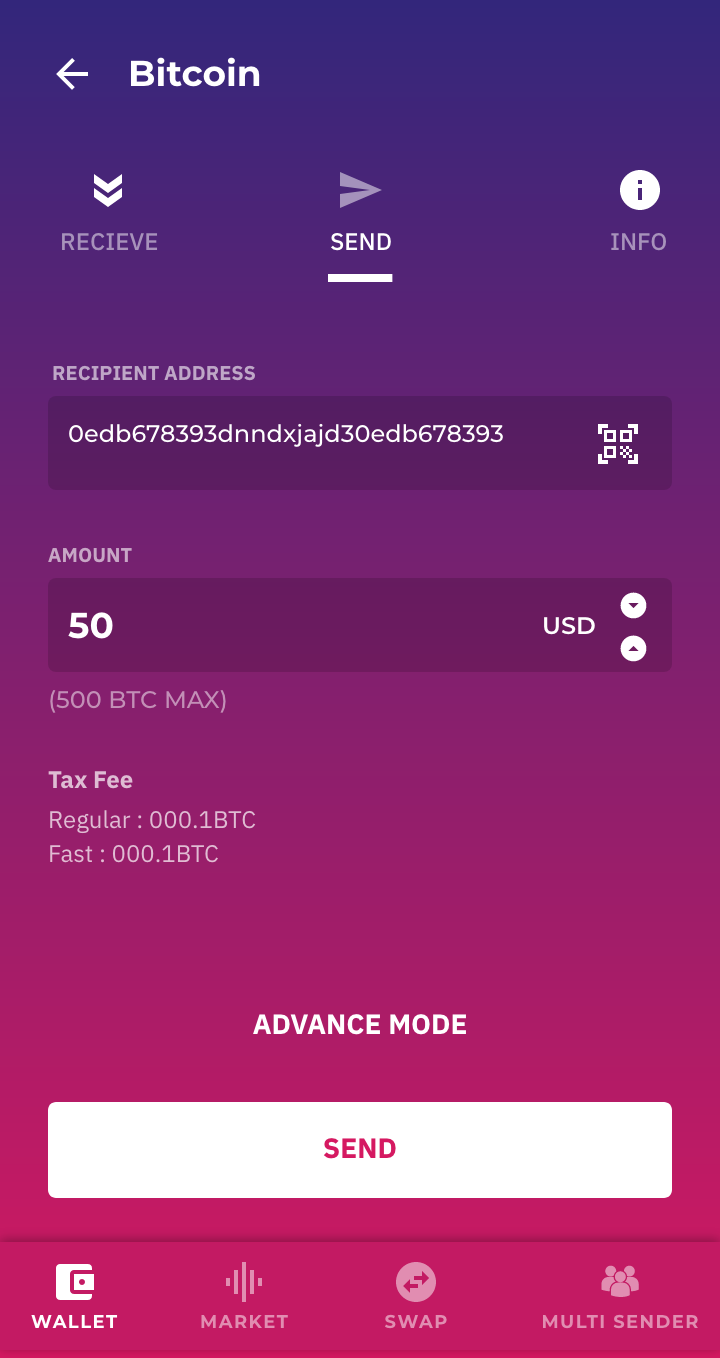 Bitcoin
RECIEVE
SEND
INFO
RECIPIENT ADDRESS
0edb678393dnndxjajd30edb678393
AMOUNT
50
USD
(500 BTC MAX)
Tax Fee
Regular : 000.1BTC
Fast : 000.1BTC
ADVANCE MODE
SEND
WALLET
MARKET
SWAP
MULTI SENDER